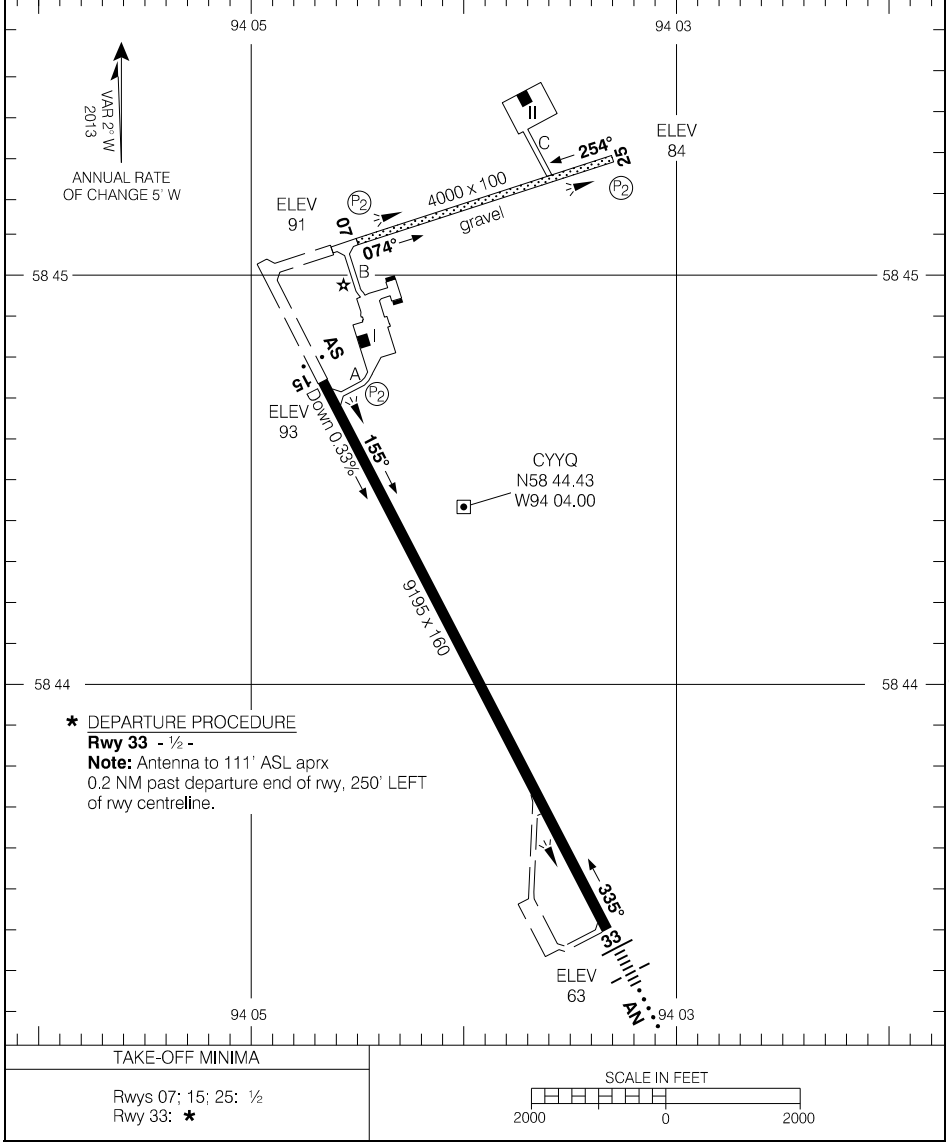 94 05
94 03
VAR 2° W
2013
ANNUAL RATE
OF CHANGE 5' W
II
C
254°
25
ELEV
84
4000 x 100
gravel
P2
P2
ELEV
91
07
074°
B
58 45
58 45
I
AS
15
A
P2
ELEV
93
Down 0.33%
155°
CYYQ
N58 44.43
W94 04.00
9195 x 160
58 44
58 44
* DEPARTURE PROCEDURE
Rwy 33 - ½ -
Note: Antenna to 111' ASL aprx
0.2 NM past departure end of rwy, 250' LEFT
of rwy centreline.
335°
33
ELEV
63
AN
94 05
94 03
TAKE-OFF MINIMA
Rwys 07; 15; 25: ½
Rwy 33: *
SCALE IN FEET
2000 0 2000